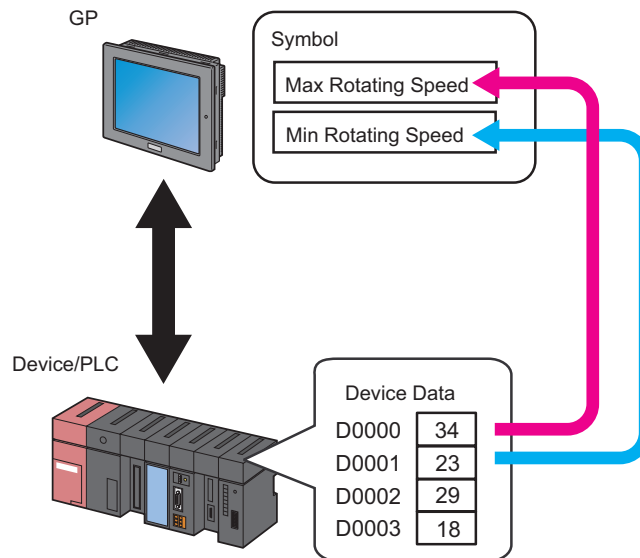 GP
Symbol
Max Rotating Speed
Min Rotating Speed
Device/PLC
Device Data
D0000 34
D0001 23
D0002 29
D0003 18